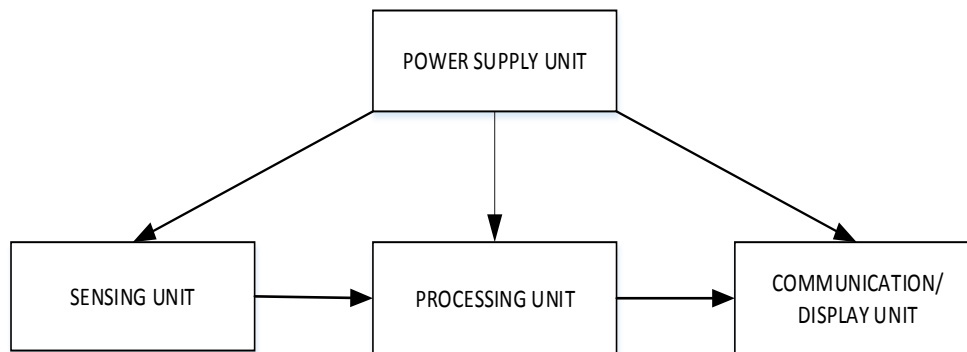 POWER SUPPLY UNIT
SENSING UNIT
PROCESSING UNIT
COMMUNICATION/
DISPLAY UNIT